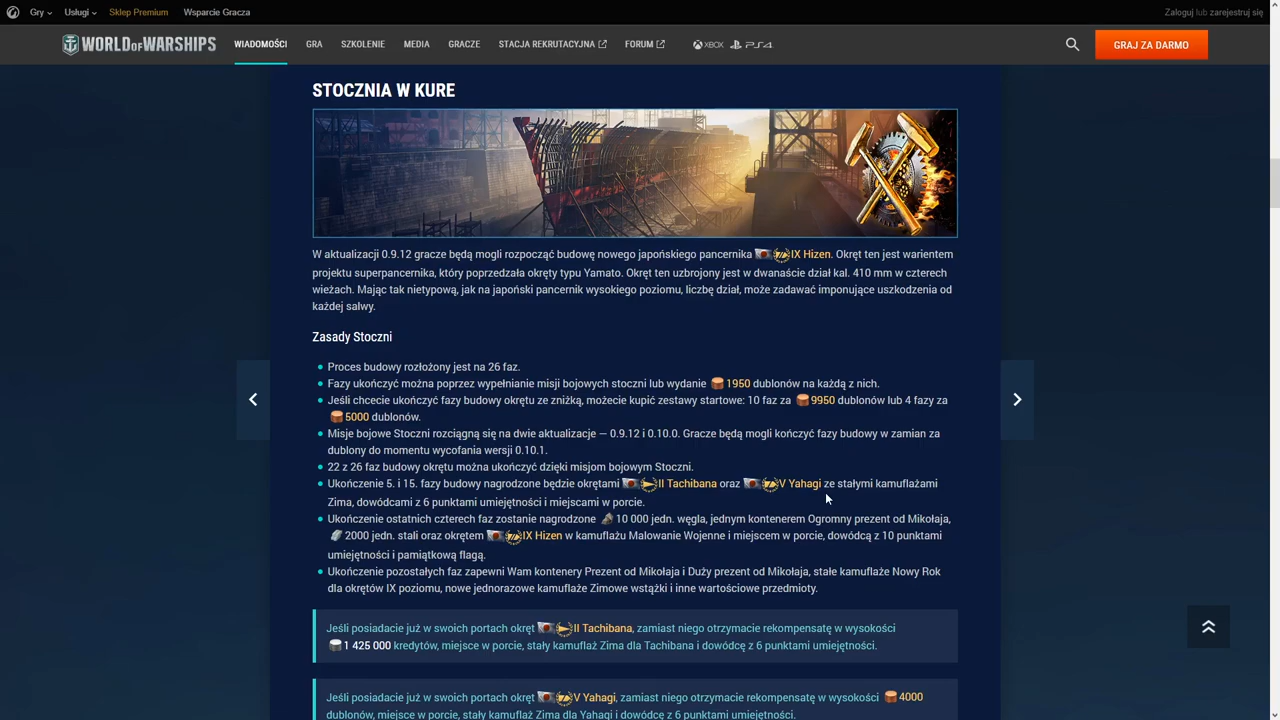 Gry
Usługi
Sklep Premium
Wsparcie Gracza
Zaloguj lub zarejestruj się
WORLD OF WARSHIPS
WIADOMOŚCI
GRA
SZKOLENIE
MEDIA
GRACZE
STACJA REKRUTACYJNA
FORUM
XBOX
PS4
GRAJ ZA DARMO
STOCZNIA W KURE
W aktualizacji 0.9.12 gracze będą mogli rozpocząć budowę nowego japońskiego pancernika IX Hizen. Okręt ten jest warientem
projektu superpancernika, który poprzedzała okręty typu Yamato. Okręt ten uzbrojony jest w dwanaście dział kal. 410 mm w czterech
wieżach. Mając tak nietypową, jak na japoński pancernik wysokiego poziomu, liczbę dział, może zadawać imponujące uszkodzenia od
każdej salwy.
Zasady Stoczni
Proces budowy rozłożony jest na 26 faz.
Fazy ukończyć można poprzez wypełnianie misji bojowych stoczni lub wydanie 1950 dublonów na każdą z nich.
Jeśli chcecie ukończyć fazy budowy okrętu ze zniżką, możecie kupić zestawy startowe: 10 faz za 9950 dublonów lub 4 fazy za
5000 dublonów.
Misje bojowe Stoczni rozciągną się na dwie aktualizacje — 0.9.12 i 0.10.0. Gracze będą mogli kończyć fazy budowy w zamian za
dublony do momentu wycofania wersji 0.10.1.
22 z 26 faz budowy okrętu można ukończyć dzięki misjom bojowym Stoczni.
Ukończenie 5. i 15. fazy budowy nagrodzone będzie okrętami II Tachibana oraz V Yahagi ze stałymi kamuflażami
Zima, dowódcami z 6 punktami umiejętności i miejscami w porcie.
Ukończenie ostatnich czterech faz zostanie nagrodzone 10 000 jedn. węgla, jednym kontenerem Ogromny prezent od Mikołaja,
2000 jedn. stali oraz okrętem IX Hizen w kamuflażu Malowanie Wojenne i miejscem w porcie, dowódcą z 10 punktami
umiejętności i pamiątkową flagą.
Ukończenie pozostałych faz zapewni Wam kontenery Prezent od Mikołaja i Duży prezent od Mikołaja, stałe kamuflaże Nowy Rok
dla okrętów IX poziomu, nowe jednorazowe kamuflaże Zimowe wstążki i inne wartościowe przedmioty.
Jeśli posiadacie już w swoich portach okręt II Tachibana, zamiast niego otrzymacie rekompensatę w wysokości
1 425 000 kredytów, miejsce w porcie, stały kamuflaż Zima dla Tachibana i dowódcę z 6 punktami umiejętności.
Jeśli posiadacie już w swoich portach okręt V Yahagi, zamiast niego otrzymacie rekompensatę w wysokości 4000
dublonów, miejsce w porcie, stały kamuflaż Zima dla Yahagi i dowódcę z 6 punktami umiejętności.